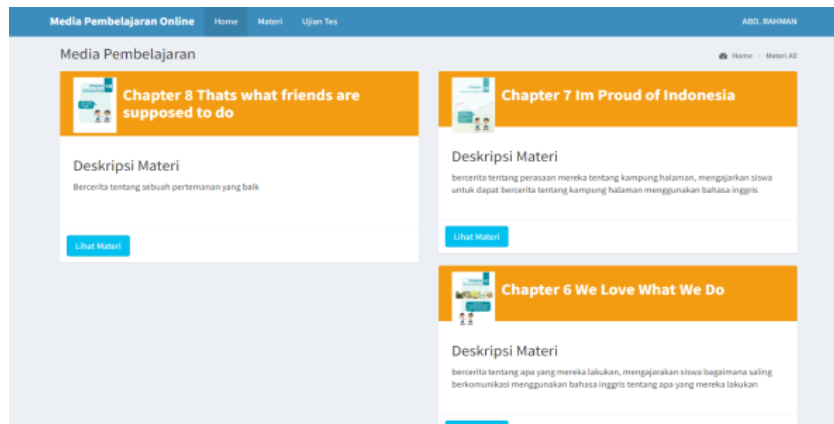 Media Pembelajaran Online Home Materi Ujian Tes ABD. RAHMAN
Media Pembelajaran
Home > Materi All
Chapter 8 Thats what friends are
supposed to do
Deskripsi Materi
Bercerita tentang sebuah pertemanan yang baik
Lihat Materi
Chapter 7 Im Proud of Indonesia
Deskripsi Materi
bercerita tentang perasaan mereka tentang kampung halaman, mengajarkan siswa
untuk dapat bercerita tentang kampung halaman menggunakan bahasa inggris
Lihat Materi
Chapter 6 We Love What We Do
Deskripsi Materi
bercerita tentang apa yang mereka lakukan, mengajarakan siswa bagaimana saling
berkomunikasi menggunakan bahasa inggris tentang apa yang mereka lakukan